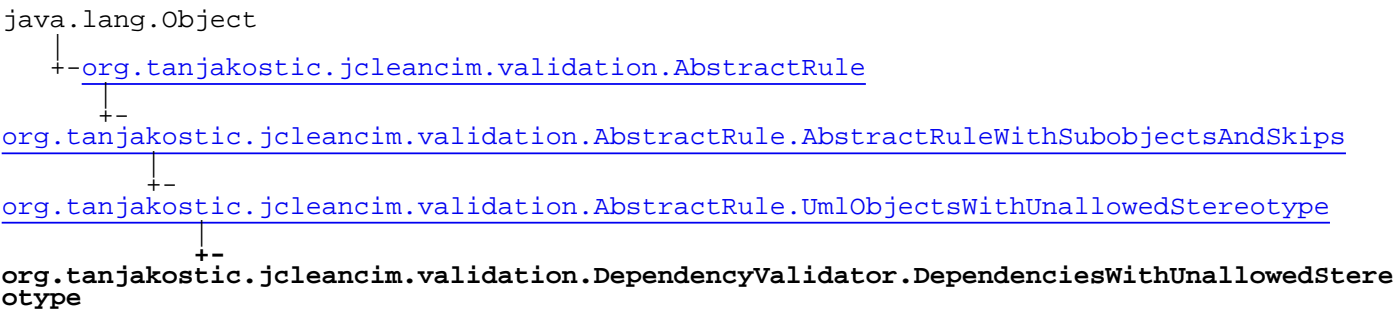 java.lang.Object
|
+-org.tanjakostic.jcleancim.validation.AbstractRule
|
+-
org.tanjakostic.jcleancim.validation.AbstractRule.AbstractRuleWithSubobjectsAndSkips
|
+-
org.tanjakostic.jcleancim.validation.AbstractRule.UmlObjectsWithUnallowedStereotype
|
+-
org.tanjakostic.jcleancim.validation.DependencyValidator.DependenciesWithUnallowedStere
otype